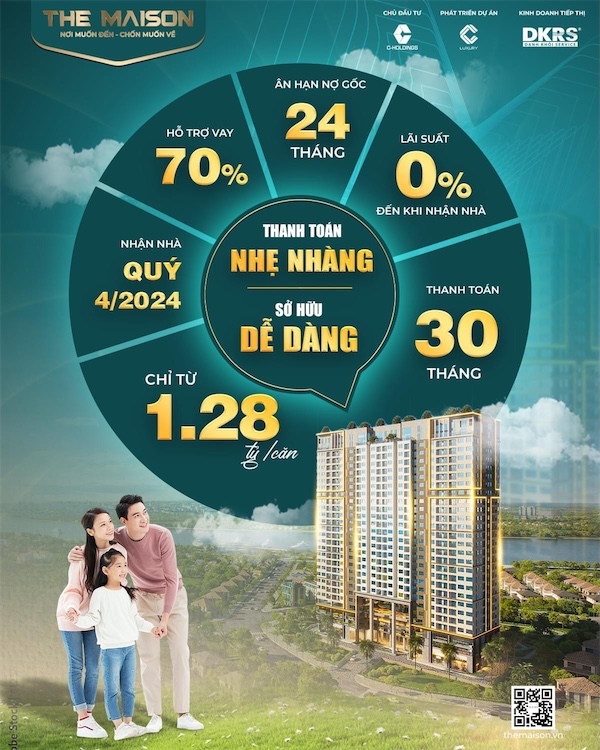 THE MAISON
NƠI MUỐN ĐẾN - CHỐN MUỐN VỀ
CHỦ ĐẦU TƯ
C-HOLDINGS
PHÁT TRIỂN DỰ ÁN
LUXURY
KINH DOANH TIẾP THỊ
DKRS
DANH KHÔI SERVICE
ÂN HẠN NỢ GỐC
24
THÁNG
HỖ TRỢ VAY
70%
LÃI SUẤT
0%
ĐẾN KHI NHẬN NHÀ
NHẬN NHÀ
QUÝ
4/2024
THANH TOÁN
NHẸ NHÀNG
SỞ HỮU
DỄ DÀNG
THANH TOÁN
30
THÁNG
CHỈ TỪ
1.28
tỷ/căn
themaison.vn